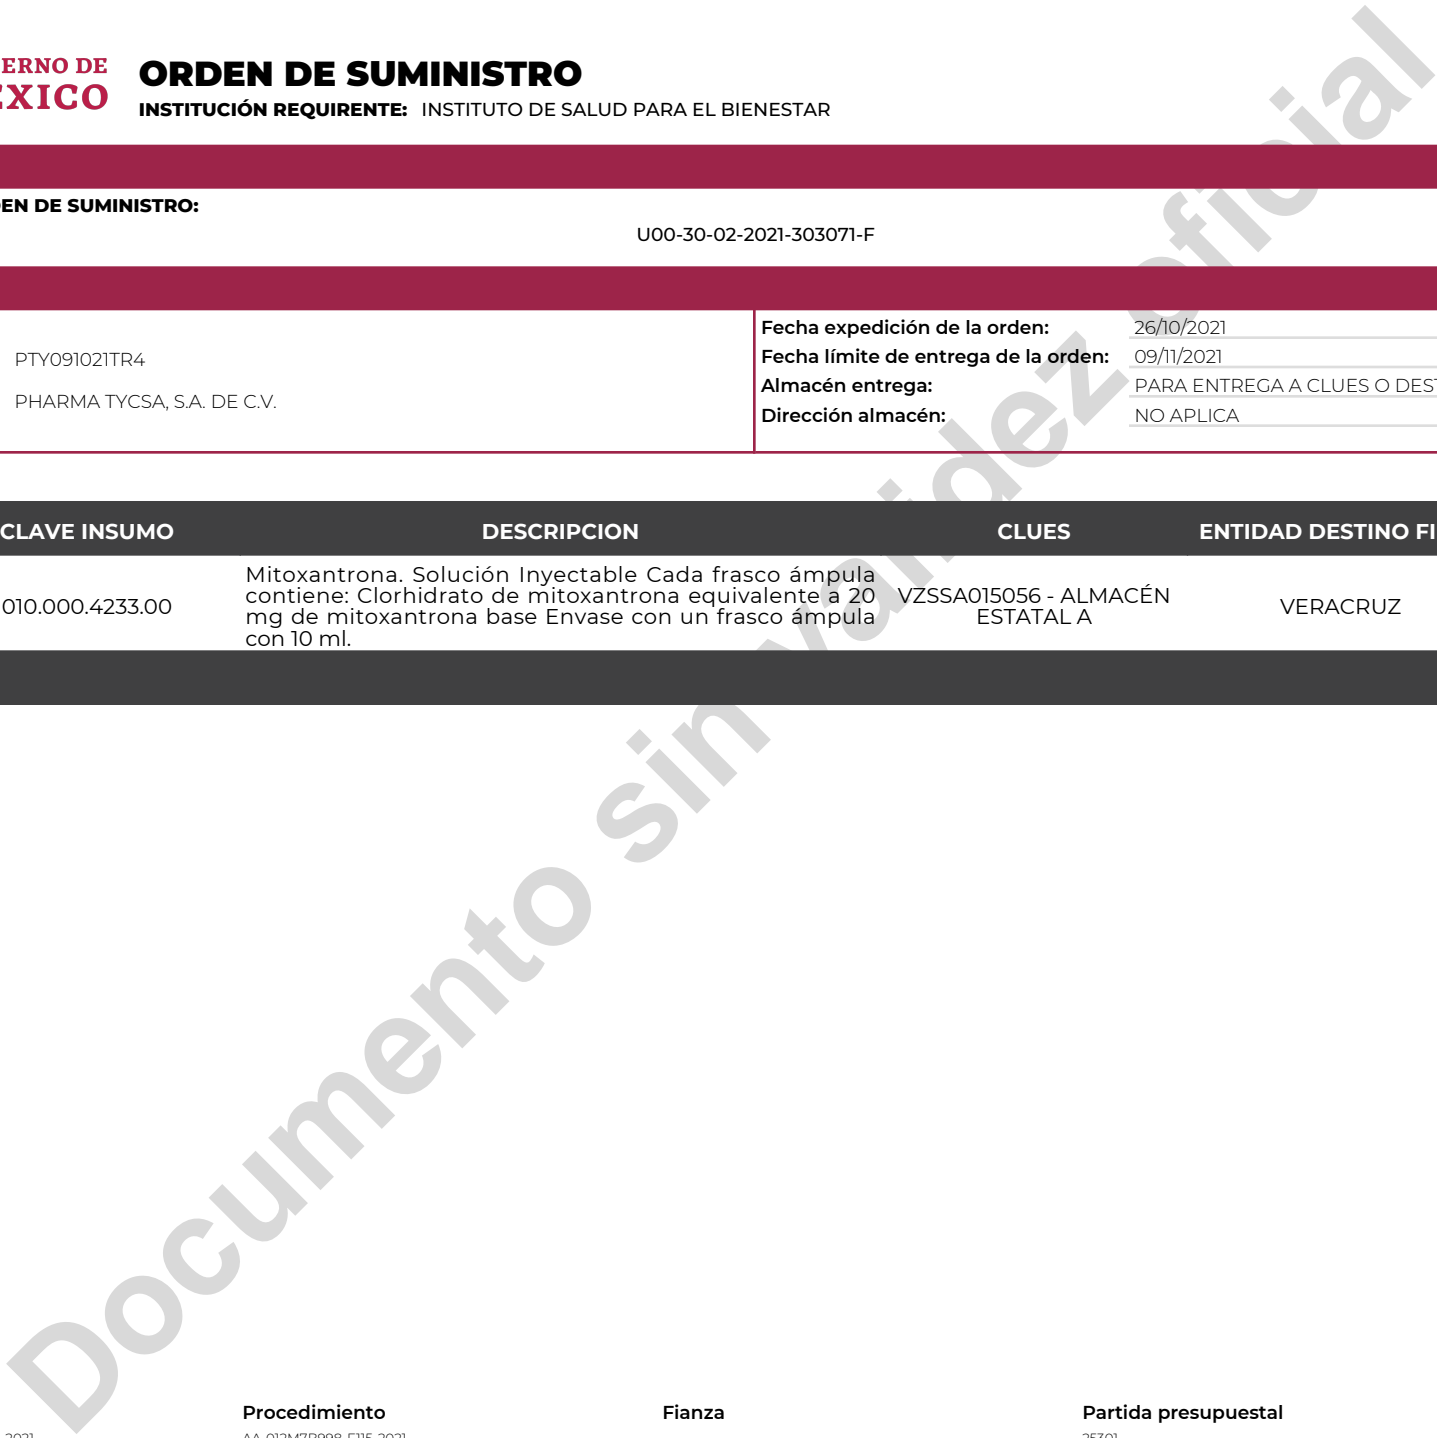 ERNO DE
ÉXICO
ORDEN DE SUMINISTRO
INSTITUCIÓN REQUIRENTE: INSTITUTO DE SALUD PARA EL BIENESTAR
EN DE SUMINISTRO:
U00-30-02-2021-303071-F
PTY091021TR4
PHARMA TYCSA, S.A. DE C.V.
Fecha expedición de la orden: 26/10/2021
Fecha límite de entrega de la orden: 09/11/2021
Almacén entrega: PARA ENTREGA A CLUES O DEST
Dirección almacén: NO APLICA
CLAVE INSUMO DESCRIPCION CLUES ENTIDAD DESTINO FI
010.000.4233.00
Mitoxantrona. Solución Inyectable Cada frasco ámpula
contiene: Clorhidrato de mitoxantrona equivalente a 20
mg de mitoxantrona base Envase con un frasco ámpula
con 10 ml.
VZSSA015056 - ALMACÉN
ESTATAL A
VERACRUZ
Documento sin validez oficial
Procedimiento Fianza Partida presupuestal